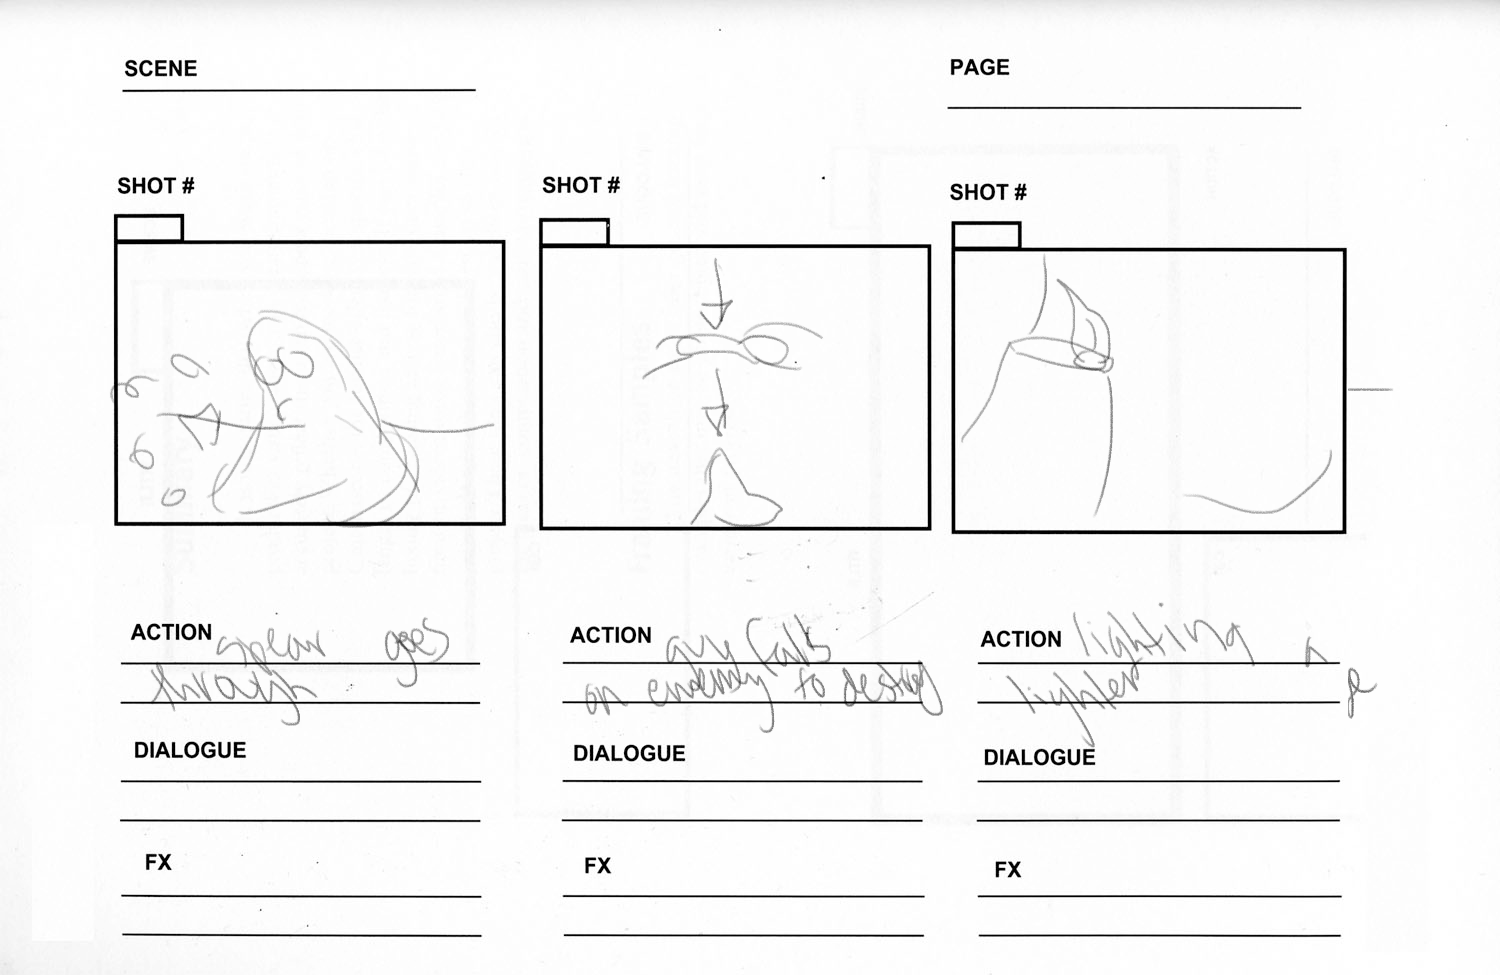 SCENE
PAGE
SHOT #
SHOT #
SHOT #
ACTION spear goes
through
DIALOGUE
FX
ACTION guy falls
on enemy to destroy
DIALOGUE
FX
ACTION lighting a
lighter
DIALOGUE
FX